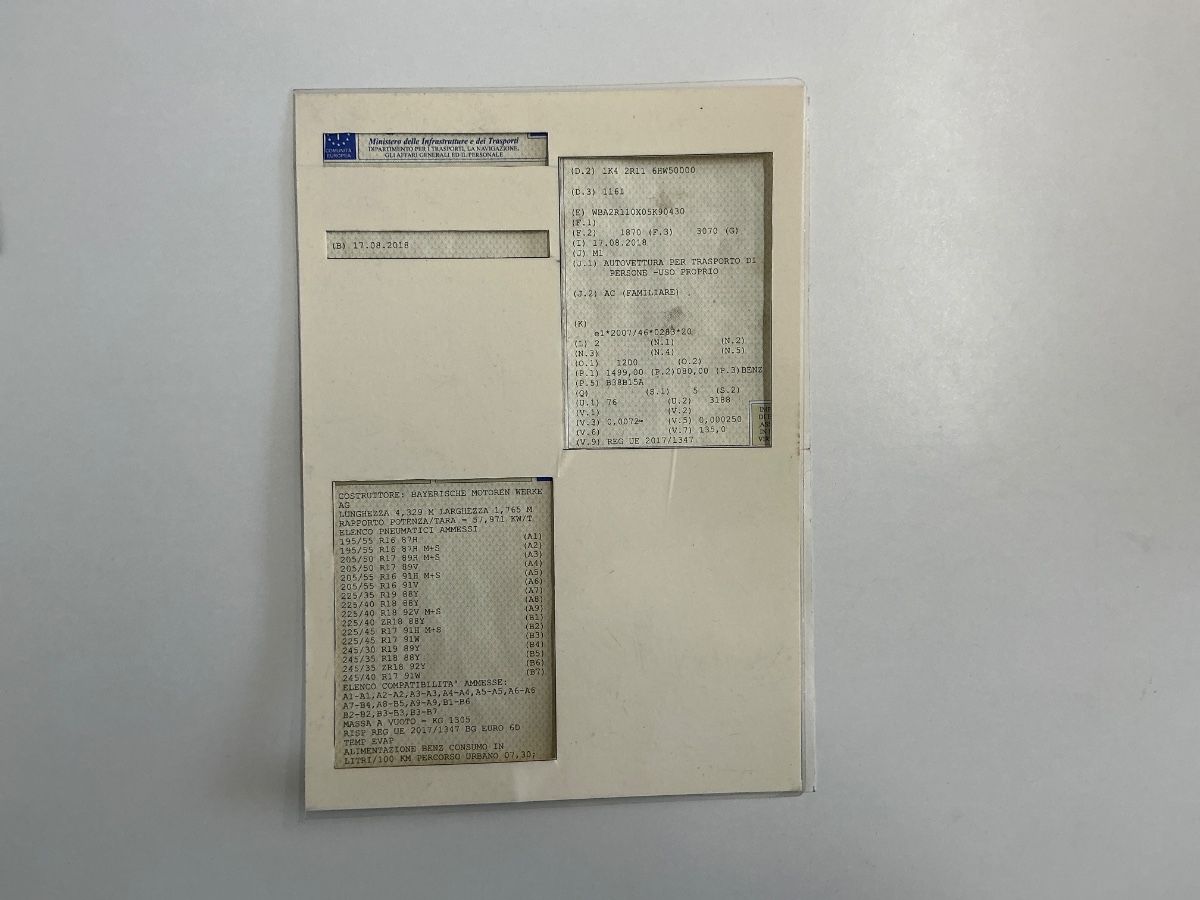 COMUNITÀ
EUROPEA
Ministero delle Infrastrutture e dei Trasporti
DIPARTIMENTO PER I TRASPORTI, LA NAVIGAZIONE,
GLI AFFARI GENERALI ED IL PERSONALE
(B) 17.08.2018
(D.2) 1K4 2R11 6HW50000
(D.3) 116i
(E) WBA2R110X05K90430
(F.1)
(F.2) 1870 (F.3) 3070 (G)
(I) 17.08.2018
(J) M1
(J.1) AUTOVETTURA PER TRASPORTO DI
PERSONE -USO PROPRIO
(J.2) AC (FAMILIARE)
(K)
e1*2007/46*0283*20
(L) 2 (N.1) (N.2)
(N.3) (N.4) (N.5)
(O.1) 1200 (O.2)
(P.1) 1499,00 (P.2)080,00 (P.3)BENZ
(P.5) B38B15A
(Q) (S.1) 5 (S.2)
(U.1) 76 (U.2) 3188
(V.1) (V.2)
(V.3) 0,0072 (V.5) 0,000250
(V.6) (V.7) 135,0
(V.9) REG UE 2017/1347
COSTRUTTORE: BAYERISCHE MOTOREN WERKE
AG
LUNGHEZZA 4,329 M LARGHEZZA 1,765 M
RAPPORTO POTENZA/TARA = 57,971 KW/T
ELENCO PNEUMATICI AMMESSI
195/55 R16 87H (A1)
195/55 R16 87H M+S (A2)
205/50 R17 89H M+S (A3)
205/50 R17 89V (A4)
205/55 R16 91H M+S (A5)
205/55 R16 91V (A6)
225/35 R19 88Y (A7)
225/40 R18 88Y (A8)
225/40 R18 92V M+S (A9)
225/40 ZR18 88Y (B1)
225/45 R17 91H M+S (B2)
225/45 R17 91W (B3)
245/30 R19 89Y (B4)
245/35 R18 88Y (B5)
245/35 ZR18 92Y (B6)
245/40 R17 91W (B7)
ELENCO COMPATIBILITA' AMMESSE:
A1-A1,A2-A2,A3-A3,A4-A4,A5-A5,A6-A6
A7-B4,A8-B5,A9-A9,B1-B6
B2-B2,B3-B3,B3-B7
MASSA A VUOTO = KG 1305
RISP REG UE 2017/1347 BG EURO 6D
TEMP EVAP
ALIMENTAZIONE BENZ CONSUMO IN
LITRI/100 KM PERCORSO URBANO 07,30;